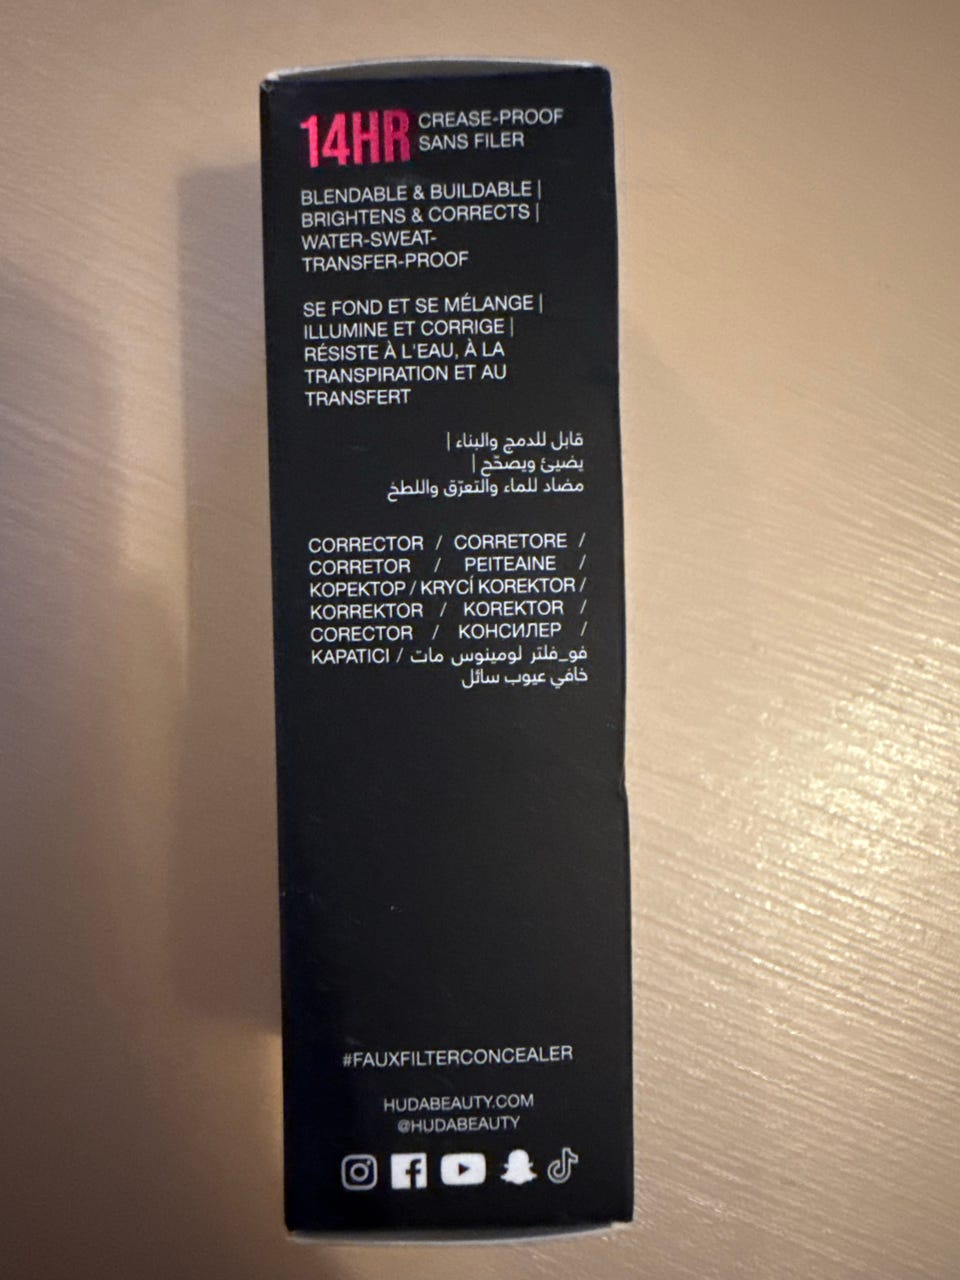 14HR CREASE-PROOF
SANS FILER
BLENDABLE & BUILDABLE |
BRIGHTENS & CORRECTS |
WATER-SWEAT-
TRANSFER-PROOF
SE FOND ET SE MÉLANGE |
ILLUMINE ET CORRIGE |
RÉSISTE À L'EAU, À LA
TRANSPIRATION ET AU
TRANSFERT
قابل للدمج والبناء |
يضيئ ويصحّح |
مضاد للماء والتعرّق واللطخ
CORRECTOR / CORRETORE /
CORRETOR / PEITEAINE /
КОРЕКТОР / KRYCÍ KOREKTOR /
KORREKTOR / KOREKTOR /
CORECTOR / КОНСИЛЕР /
KAPATICI / فو_فلتر لومينوس مات
خافي عيوب سائل
#FAUXFILTERCONCEALER
HUDABEAUTY.COM
@HUDABEAUTY